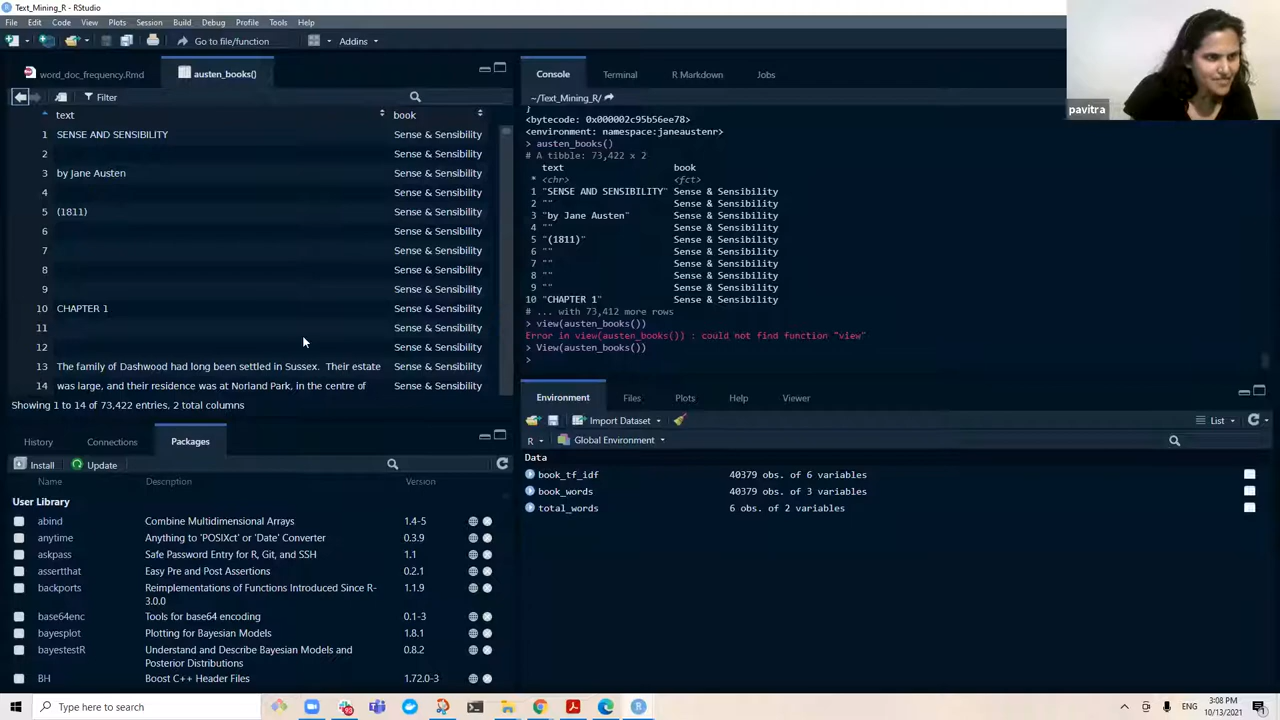 Text_Mining_R - RStudio
File Edit Code View Plots Session Build Debug Profile Tools Help
Go to file/function Addins
word_doc_frequency.Rmd austen_books()
Filter
text book
1 SENSE AND SENSIBILITY Sense & Sensibility
2 Sense & Sensibility
3 by Jane Austen Sense & Sensibility
4 Sense & Sensibility
5 (1811) Sense & Sensibility
6 Sense & Sensibility
7 Sense & Sensibility
8 Sense & Sensibility
9 Sense & Sensibility
10 CHAPTER 1 Sense & Sensibility
11 Sense & Sensibility
12 Sense & Sensibility
13 The family of Dashwood had long been settled in Sussex. Their estate Sense & Sensibility
14 was large, and their residence was at Norland Park, in the centre of Sense & Sensibility
Showing 1 to 14 of 73,422 entries, 2 total columns
History Connections Packages
Install Update
Name Description Version
User Library
abind Combine Multidimensional Arrays 1.4-5
anytime Anything to 'POSIXct' or 'Date' Converter 0.3.9
askpass Safe Password Entry for R, Git, and SSH 1.1
assertthat Easy Pre and Post Assertions 0.2.1
backports Reimplementations of Functions Introduced Since R- 1.1.9
3.0.0
base64enc Tools for base64 encoding 0.1-3
bayesplot Plotting for Bayesian Models 1.8.1
bayestestR Understand and Describe Bayesian Models and 0.8.2
Posterior Distributions
BH Boost C++ Header Files 1.72.0-3
Console Terminal R Markdown Jobs
~/Text_Mining_R/
}
<bytecode: 0x000002c95b56ee78>
<environment: namespace:janeaustenr>
> austen_books()
# A tibble: 73,422 x 2
text book
* <chr> <fct>
1 "SENSE AND SENSIBILITY" Sense & Sensibility
2 "" Sense & Sensibility
3 "by Jane Austen" Sense & Sensibility
4 "" Sense & Sensibility
5 "(1811)" Sense & Sensibility
6 "" Sense & Sensibility
7 "" Sense & Sensibility
8 "" Sense & Sensibility
9 "" Sense & Sensibility
10 "CHAPTER 1" Sense & Sensibility
# ... with 73,412 more rows
> view(austen_books())
Error in view(austen_books()) : could not find function "view"
> View(austen_books())
>
Environment Files Plots Help Viewer
Import Dataset List
R Global Environment
Data
book_tf_idf 40379 obs. of 6 variables
book_words 40379 obs. of 3 variables
total_words 6 obs. of 2 variables
pavitra
Type here to search
ENG
3:08 PM
10/13/2021